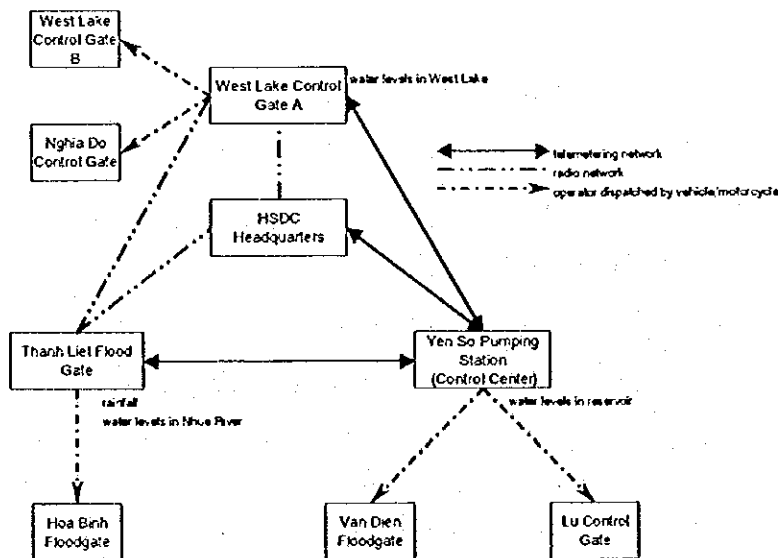 West Lake
Control Gate
B
West Lake Control
Gate A
water levels in West Lake
Nghia Do
Control Gate
telemetering network
radio network
operator dispatched by vehicle/motorcycle
HSDC
Headquarters
Thanh Liet Flood
Gate
Yen So Pumping
Station
(Control Center)
rainfall
water levels in Nhue River
water levels in reservoir
Hoa Binh
Floodgate
Van Dien
Floodgate
Lu Control
Gate